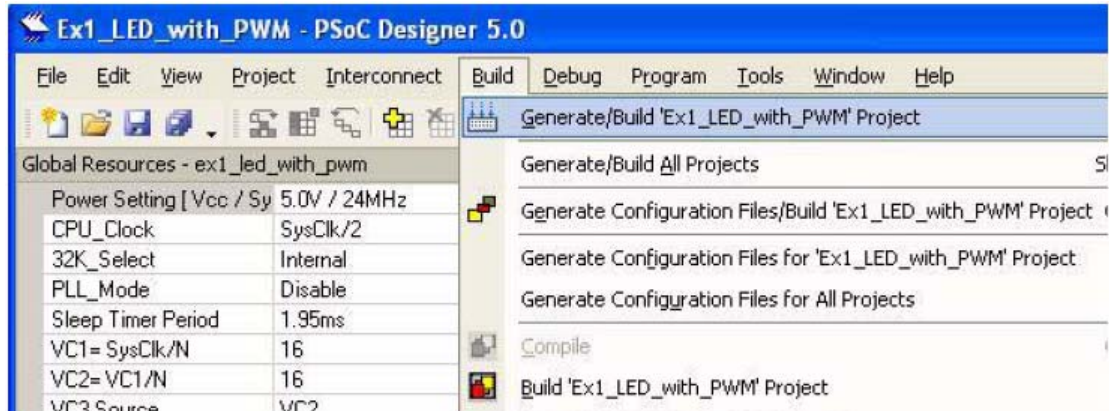 Ex1_LED_with_PWM - PSoC Designer 5.0
File Edit View Project Interconnect Build Debug Program Tools Window Help
Generate/Build 'Ex1_LED_with_PWM' Project
Global Resources - ex1_led_with_pwm
Generate/Build All Projects
Power Setting [ Vcc / Sy 5.0V / 24MHz
Generate Configuration Files/Build 'Ex1_LED_with_PWM' Project
CPU_Clock SysClk/2
32K_Select Internal
Generate Configuration Files for 'Ex1_LED_with_PWM' Project
PLL_Mode Disable
Generate Configuration Files for All Projects
Sleep Timer Period 1.95ms
VC1= SysClk/N 16
Compile
VC2= VC1/N 16
Build 'Ex1_LED_with_PWM' Project
VC3 Source VC2